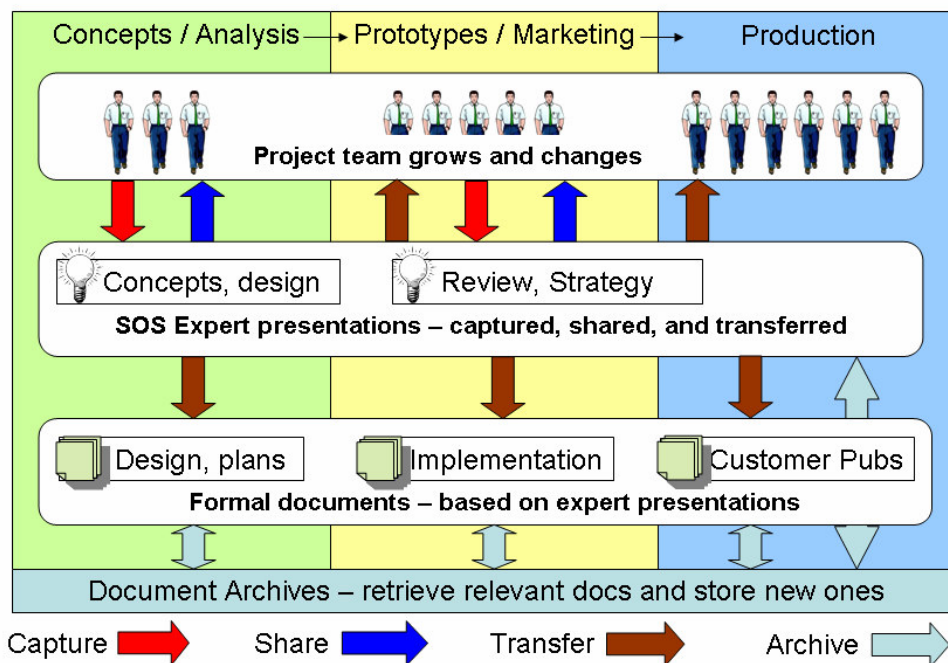 Concepts / Analysis
Prototypes / Marketing
Production
Project team grows and changes
Concepts, design
Review, Strategy
SOS Expert presentations – captured, shared, and transferred
Design, plans
Implementation
Customer Pubs
Formal documents – based on expert presentations
Document Archives – retrieve relevant docs and store new ones
Capture
Share
Transfer
Archive